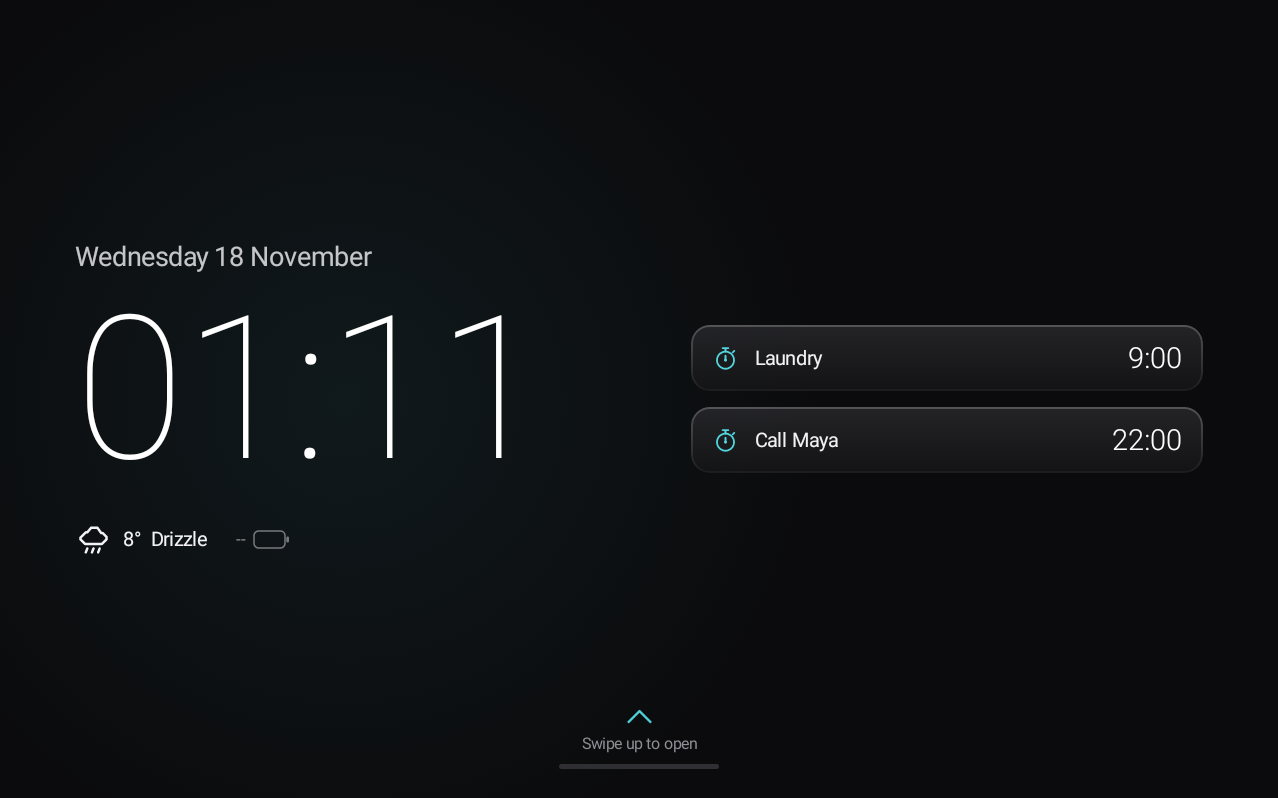 Wednesday 18 November
01:11
8° Drizzle --
Laundry 9:00
Call Maya 22:00
Swipe up to open